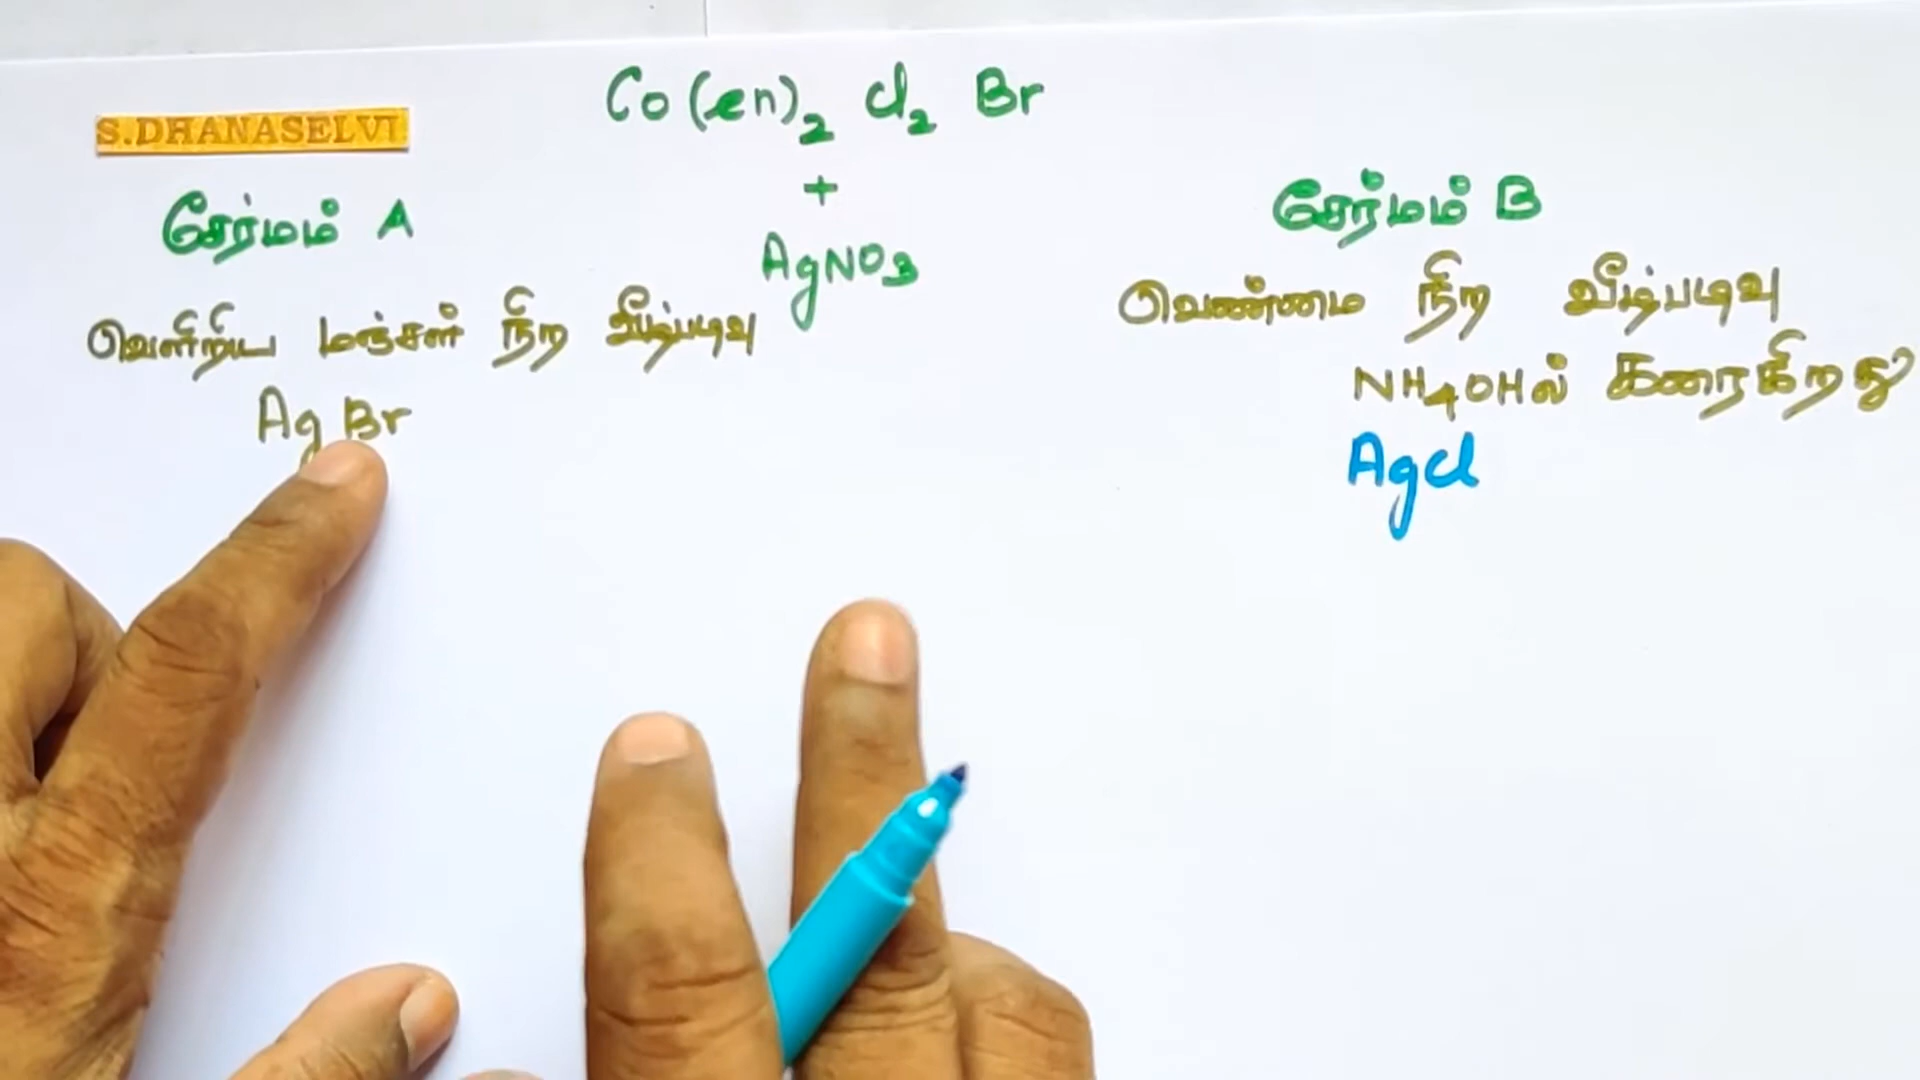 Co(en)₂ Cl₂ Br
S.DHANASELVI
+
AgNO₃
சேர்மம் A
வெளிறிய மஞ்சள் நிற வீழ்படிவு
AgBr
சேர்மம் B
வெண்மை நிற வீழ்படிவு
NH₄OHல் கரைகிறது
AgCl